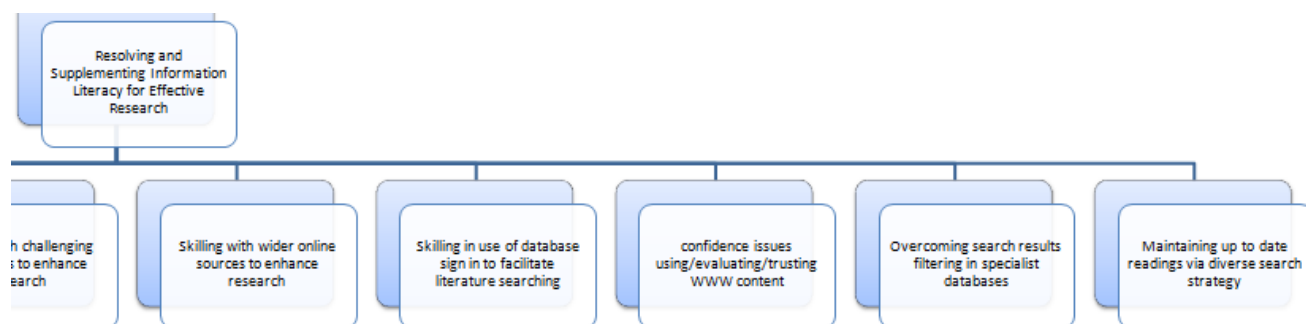 Resolving and
Supplementing Information
Literacy for Effective
Research
challenging
to enhance
Skilling with wider online
sources to enhance
research
Skilling in use of database
sign in to facilitate
literature searching
confidence issues
using/evaluating/trusting
WWW content
Overcoming search results
filtering in specialist
databases
Maintaining up to date
readings via diverse search
strategy